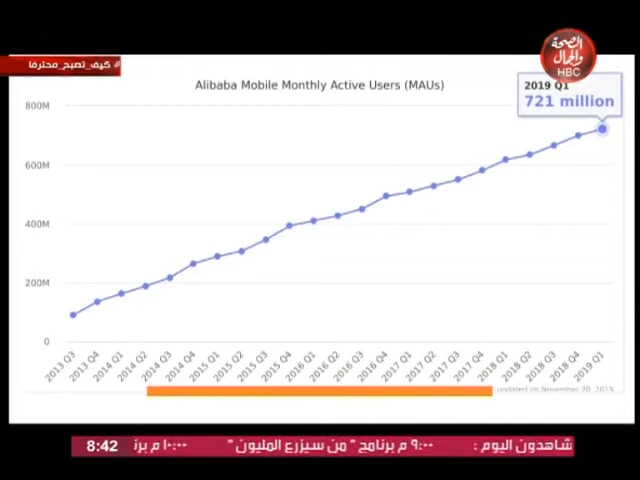 الصحة
والجمال
HBC
# كيف_تصبح_محترفا
Alibaba Mobile Monthly Active Users (MAUs)
2019 Q1
721 million
800M
600M
400M
200M
0
2013 Q3
2013 Q4
2014 Q1
2014 Q2
2014 Q3
2014 Q4
2015 Q1
2015 Q2
2015 Q3
2015 Q4
2016 Q1
2016 Q2
2016 Q3
2016 Q4
2017 Q1
2017 Q2
2017 Q3
2017 Q4
2018 Q1
2018 Q2
2018 Q3
2018 Q4
2019 Q1
updated on November 20, 2019
شاهدون اليوم : ٩:٠٠ م برنامج " من سيزرع المليون " ١٠:٠٠ م برنـ
8:42